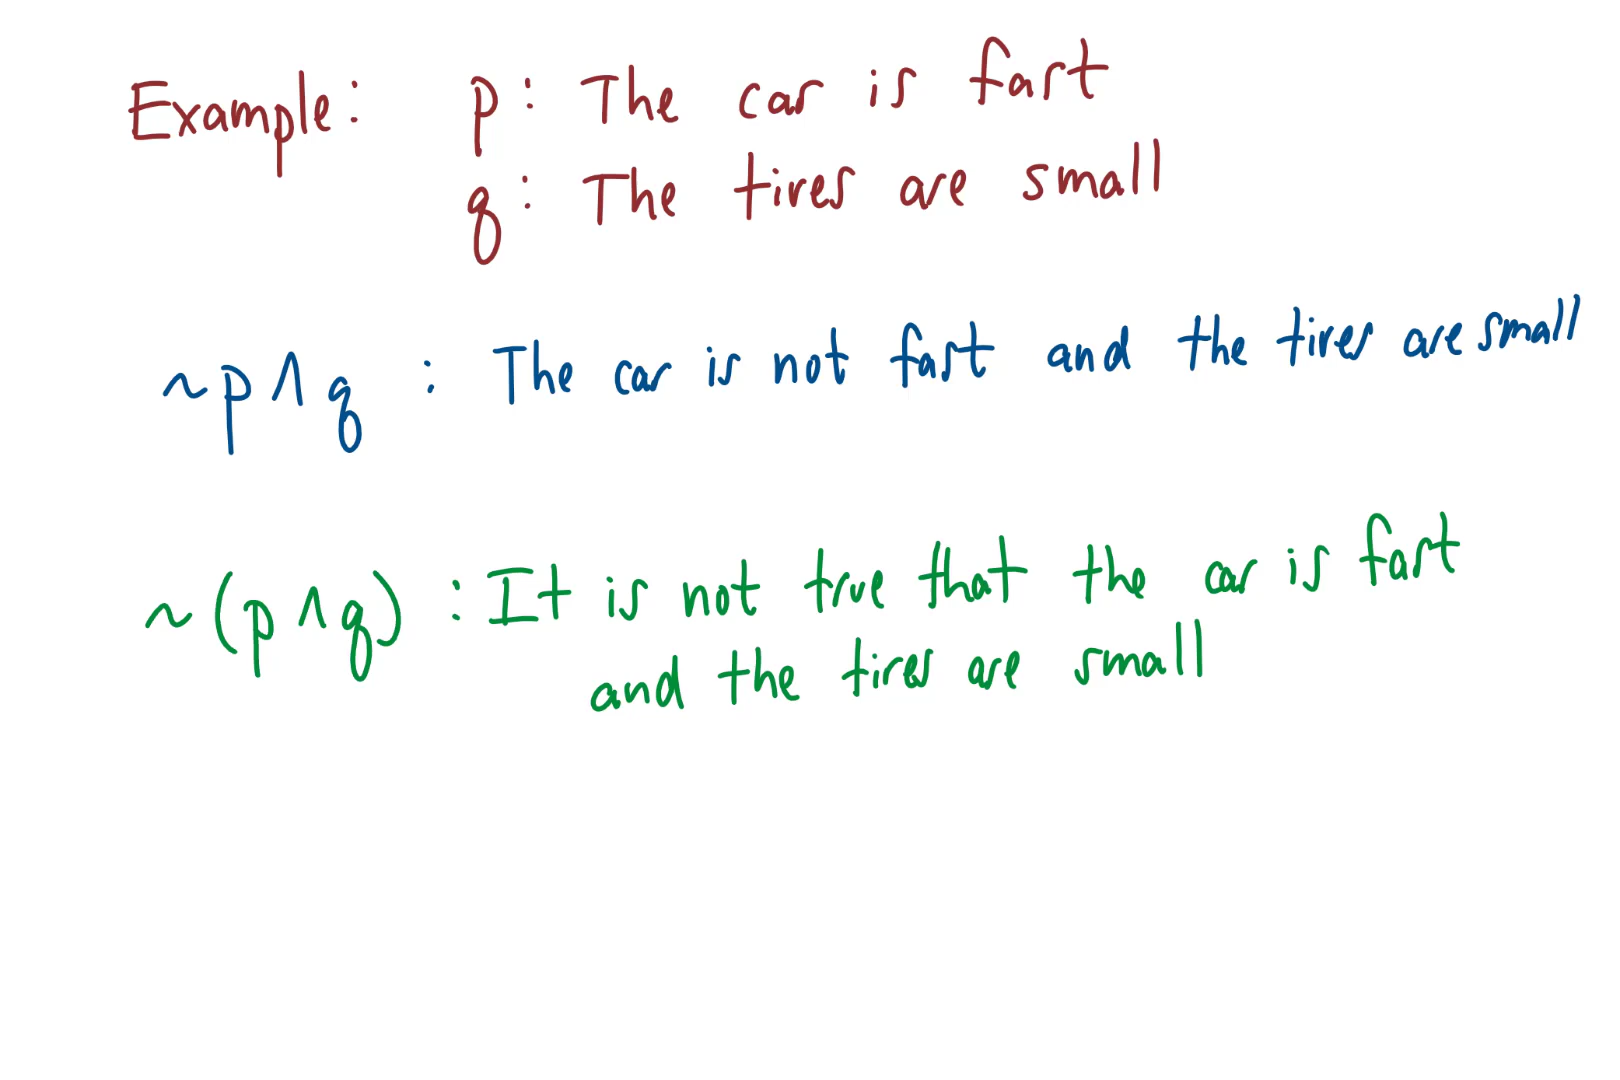 Example: p: The car is fast
q: The tires are small
~p ∧ q : The car is not fast and the tires are small
~(p ∧ q) : It is not true that the car is fast
and the tires are small